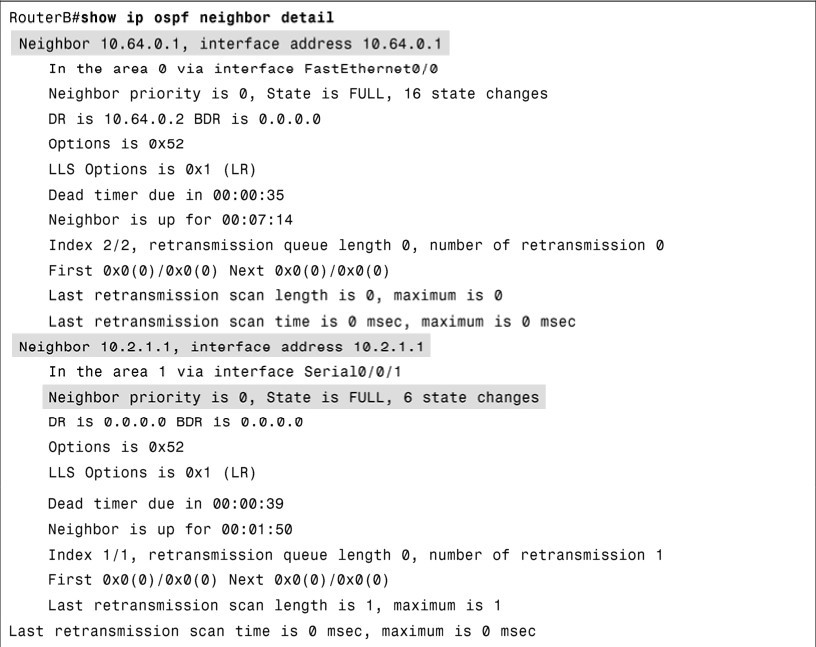 RouterB#show ip ospf neighbor detail
Neighbor 10.64.0.1, interface address 10.64.0.1
In the area 0 via interface FastEthernet0/0
Neighbor priority is 0, State is FULL, 16 state changes
DR is 10.64.0.2 BDR is 0.0.0.0
Options is 0x52
LLS Options is 0x1 (LR)
Dead timer due in 00:00:35
Neighbor is up for 00:07:14
Index 2/2, retransmission queue length 0, number of retransmission 0
First 0x0(0)/0x0(0) Next 0x0(0)/0x0(0)
Last retransmission scan length is 0, maximum is 0
Last retransmission scan time is 0 msec, maximum is 0 msec
Neighbor 10.2.1.1, interface address 10.2.1.1
In the area 1 via interface Serial0/0/1
Neighbor priority is 0, State is FULL, 6 state changes
DR is 0.0.0.0 BDR is 0.0.0.0
Options is 0x52
LLS Options is 0x1 (LR)
Dead timer due in 00:00:39
Neighbor is up for 00:01:50
Index 1/1, retransmission queue length 0, number of retransmission 1
First 0x0(0)/0x0(0) Next 0x0(0)/0x0(0)
Last retransmission scan length is 1, maximum is 1
Last retransmission scan time is 0 msec, maximum is 0 msec